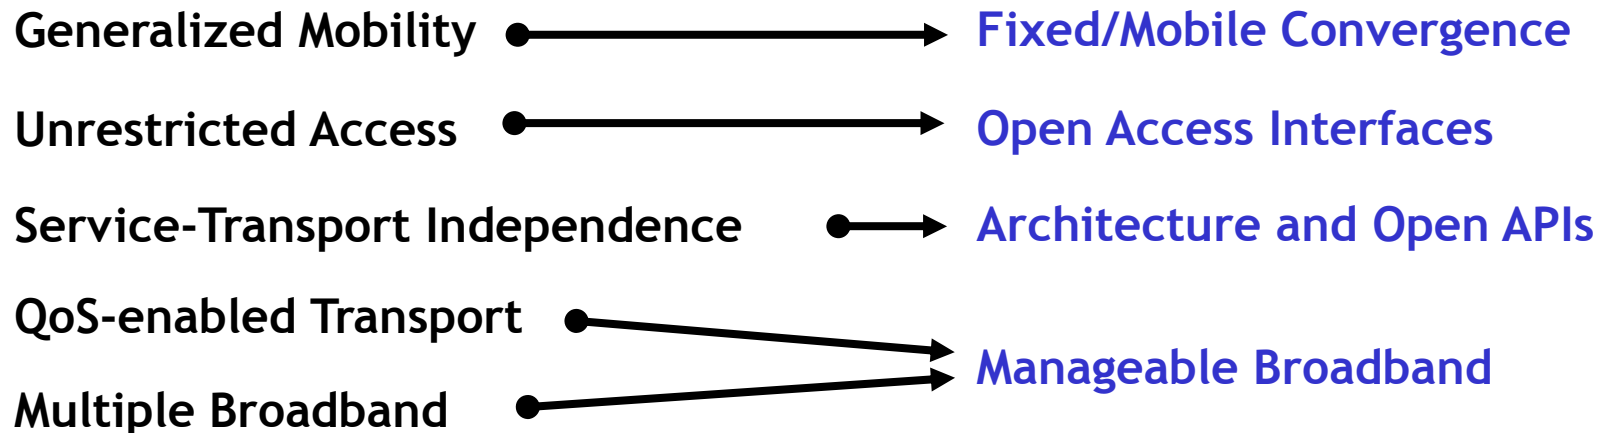 Generalized Mobility
Fixed/Mobile Convergence
Unrestricted Access
Open Access Interfaces
Service-Transport Independence
Architecture and Open APIs
QoS-enabled Transport
Manageable Broadband
Multiple Broadband